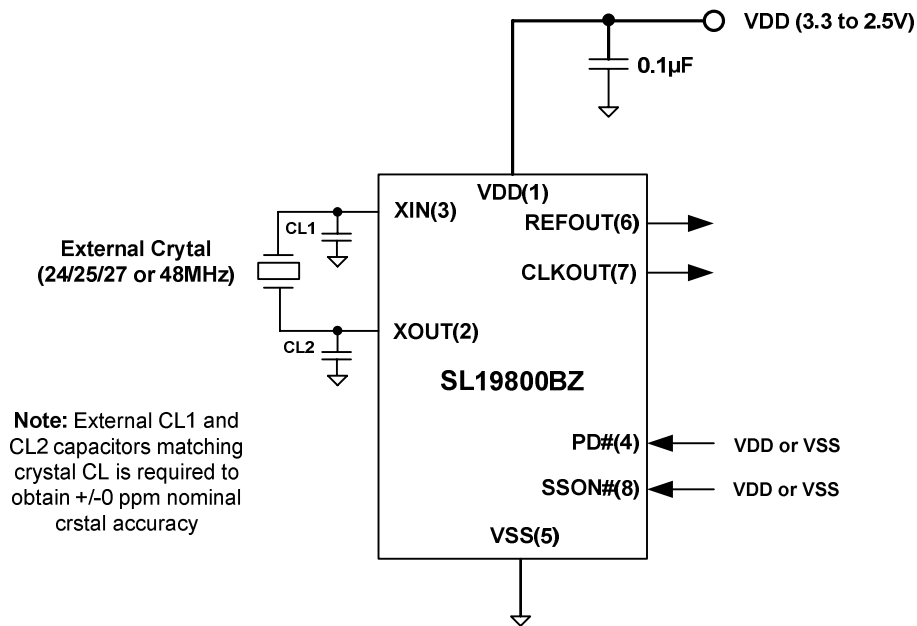 VDD (3.3 to 2.5V)
0.1µF
VDD(1)
XIN(3)
REFOUT(6)
CL1
External Crytal
(24/25/27 or 48MHz)
CLKOUT(7)
XOUT(2)
CL2
SL19800BZ
Note: External CL1 and
CL2 capacitors matching
crystal CL is required to
obtain +/-0 ppm nominal
crstal accuracy
PD#(4)
VDD or VSS
SSON#(8)
VDD or VSS
VSS(5)